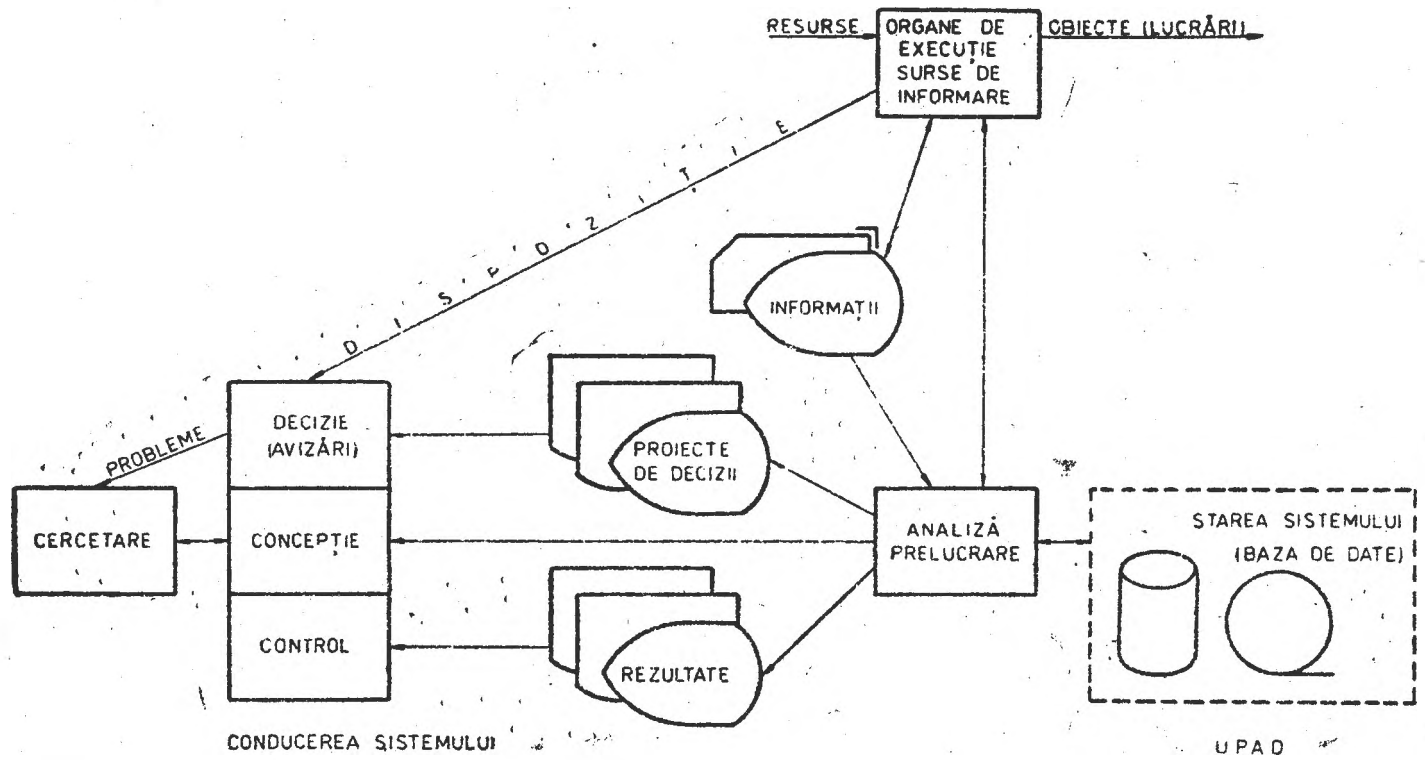 RESURSE
ORGANE DE
EXECUȚIE
SURSE DE
INFORMARE
OBIECTE (LUCRĂRI)
DISPOZIȚIE
INFORMAȚII
PROBLEME
DECIZIE
(AVIZĂRI)
PROIECTE
DE DECIZII
CERCETARE
CONCEPȚIE
ANALIZĂ
PRELUCRARE
STAREA SISTEMULUI
(BAZA DE DATE)
CONTROL
REZULTATE
CONDUCEREA SISTEMULUI
UPAD